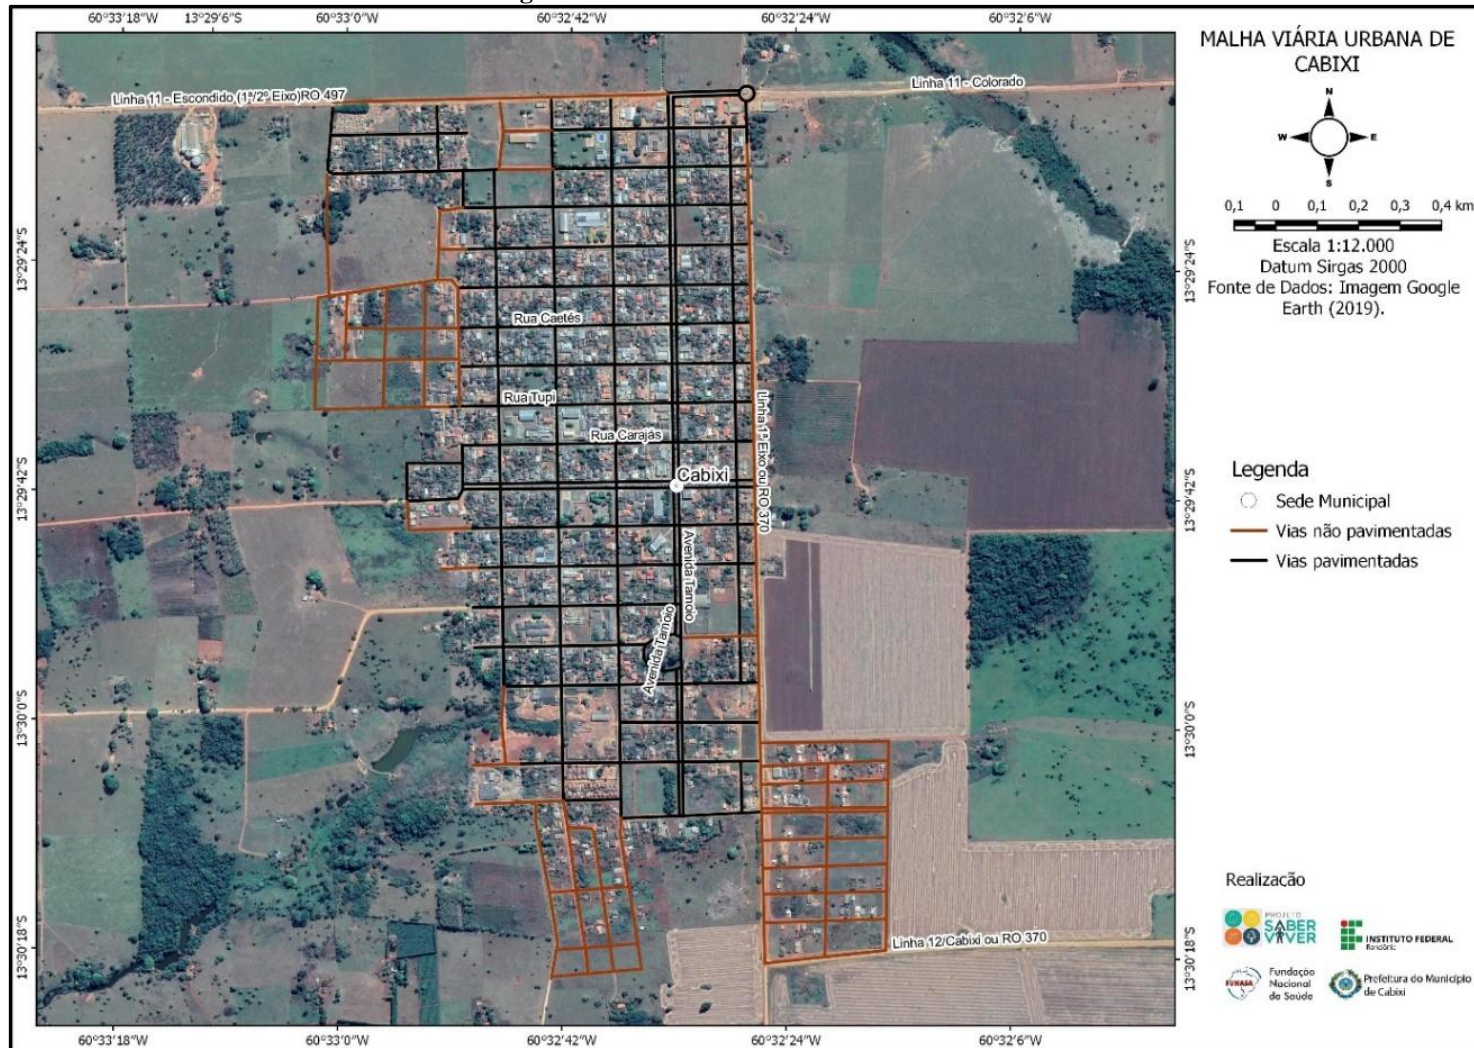 60°33'18"W 13°29'6"S 60°33'0"W 60°32'42"W 60°32'24"W 60°32'6"W
MALHA VIÁRIA URBANA DE
CABIXI
Linha 11 - Escondido (1ª/2º Eixo)RO 497
Linha 11 - Colorado
N
W E
S
0,1 0 0,1 0,2 0,3 0,4 km
Escala 1:12.000
Datum Sirgas 2000
Fonte de Dados: Imagem Google
Earth (2019).
13°29'24"S
13°29'24"S
Rua Caetés
Rua Tupi
Rua Carajás
Linha 1ª Eixo ou RO 370
Cabixi
13°29'42"S
13°29'42"S
Legenda
Sede Municipal
Vias não pavimentadas
Vias pavimentadas
Avenida Tamoio
Avenida Tamoio
13°30'0"S
13°30'0"S
Linha 12/Cabixi ou RO 370
13°30'18"S
13°30'18"S
Realização
PROJETO
SABER
VIVER
INSTITUTO FEDERAL
Rondônia
FUNASA
Fundação
Nacional
de Saúde
Prefeitura do Município
de Cabixi
60°33'18"W 60°33'0"W 60°32'42"W 60°32'24"W 60°32'6"W